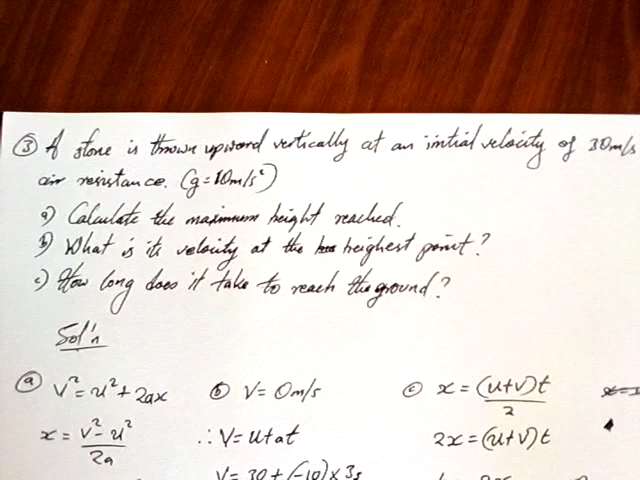 ③ A stone is thrown upward vertically at an initial velocity of 30m/s
air resistance. (g=10m/s²)
a) Calculate the maximum height reached.
b) What is its velocity at the heighest point?
c) How long does it take to reach the ground?
Sol'n
ⓐ V² = u² + 2ax ⓑ V = 0m/s ⓒ x = (u+v)t/2
x = V² - u²/2a ∴ V = u+at 2x = (u+v)t
V = 30 + (-10) x 3s